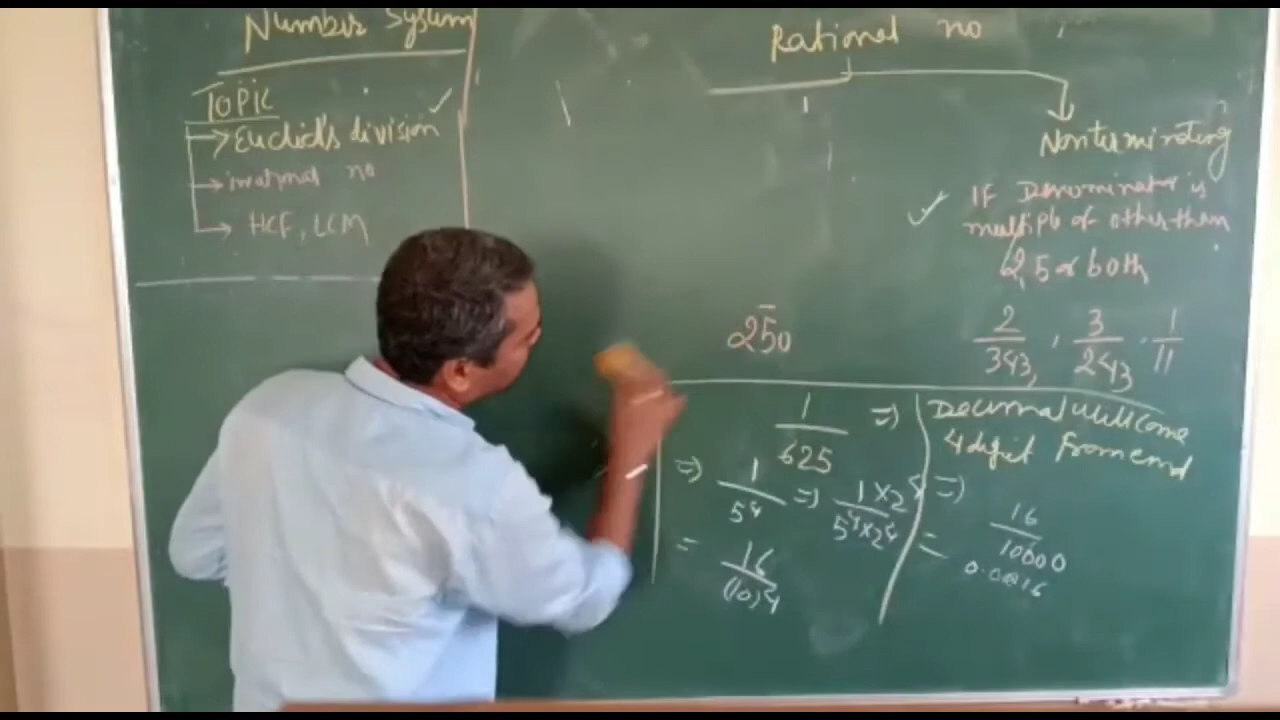 Number System
TOPIC
Euclid's division ✓
irrational no
HCF, LCM
Rational no
Nonterminating
✓ IF Denominator is
multiple of other than
2, 5 or both
2/343, 3/243, 1/11
250
1/625 =>
=> 1/5⁴ => 1×2⁴/5⁴×2⁴
= 16/(10)⁴
Decimal will come
4 digit From end
=> 16/10000
= 0.0016